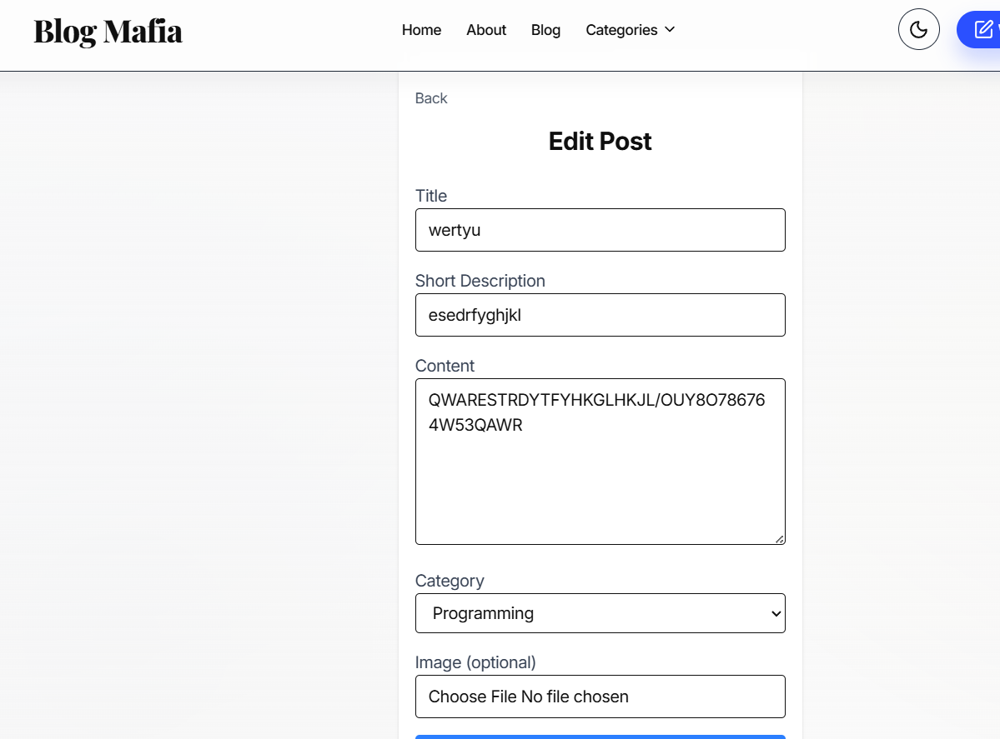 Blog Mafia
Home
About
Blog
Categories
Back
Edit Post
Title
wertyu
Short Description
esedrfyghjkl
Content
QWARESTRDYTFYHKGLHKJL/OUY8O78676
4W53QAWR
Category
Programming
Image (optional)
Choose File No file chosen